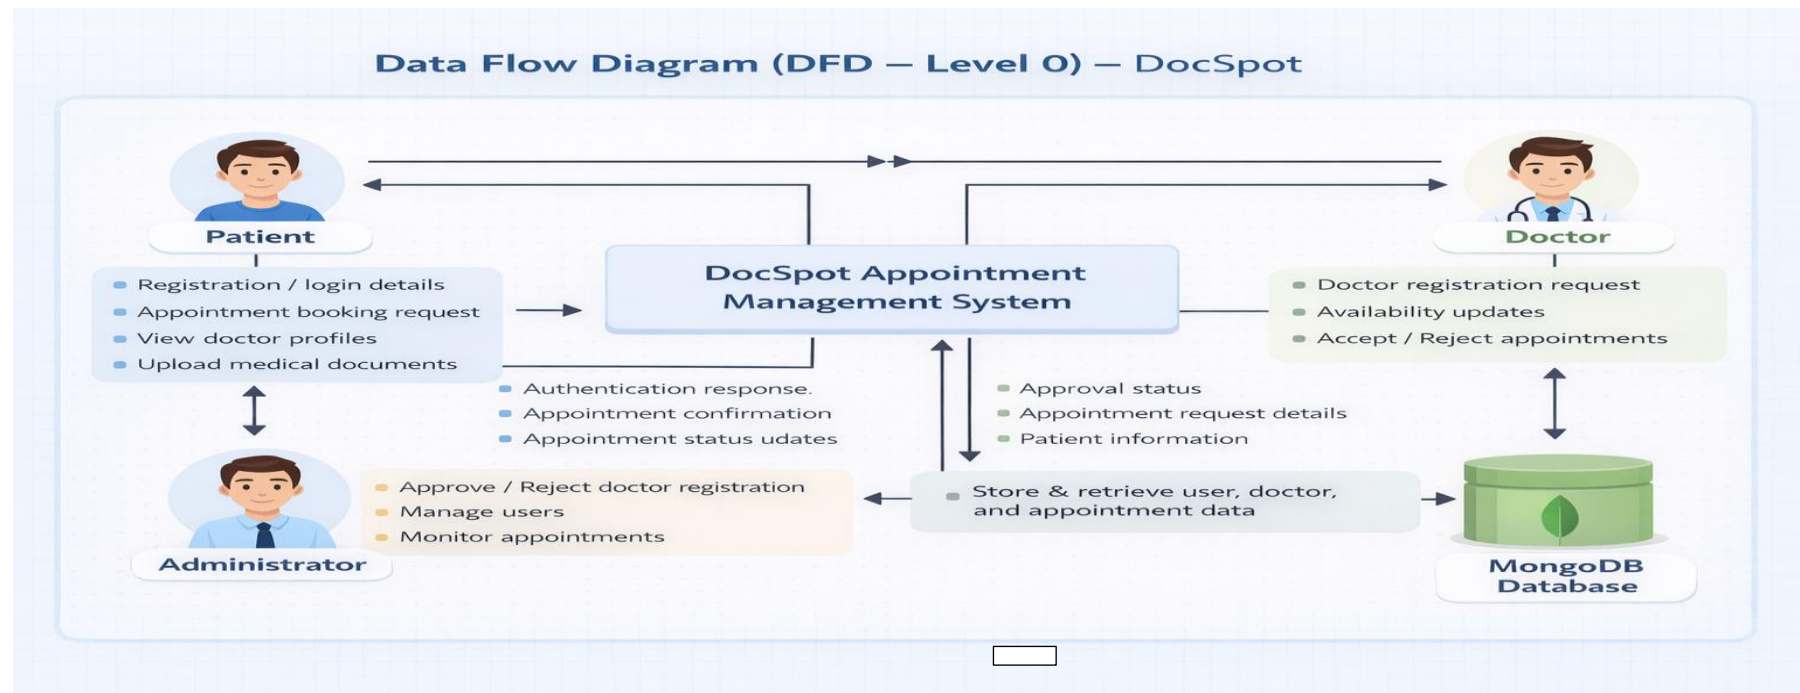 Data Flow Diagram (DFD – Level 0) – DocSpot
Patient
Doctor
Registration / login details
Appointment booking request
View doctor profiles
Upload medical documents
DocSpot Appointment
Management System
Doctor registration request
Availability updates
Accept / Reject appointments
Authentication response.
Appointment confirmation
Appointment status udates
Approval status
Appointment request details
Patient information
Administrator
Approve / Reject doctor registration
Manage users
Monitor appointments
Store & retrieve user, doctor,
and appointment data
MongoDB
Database